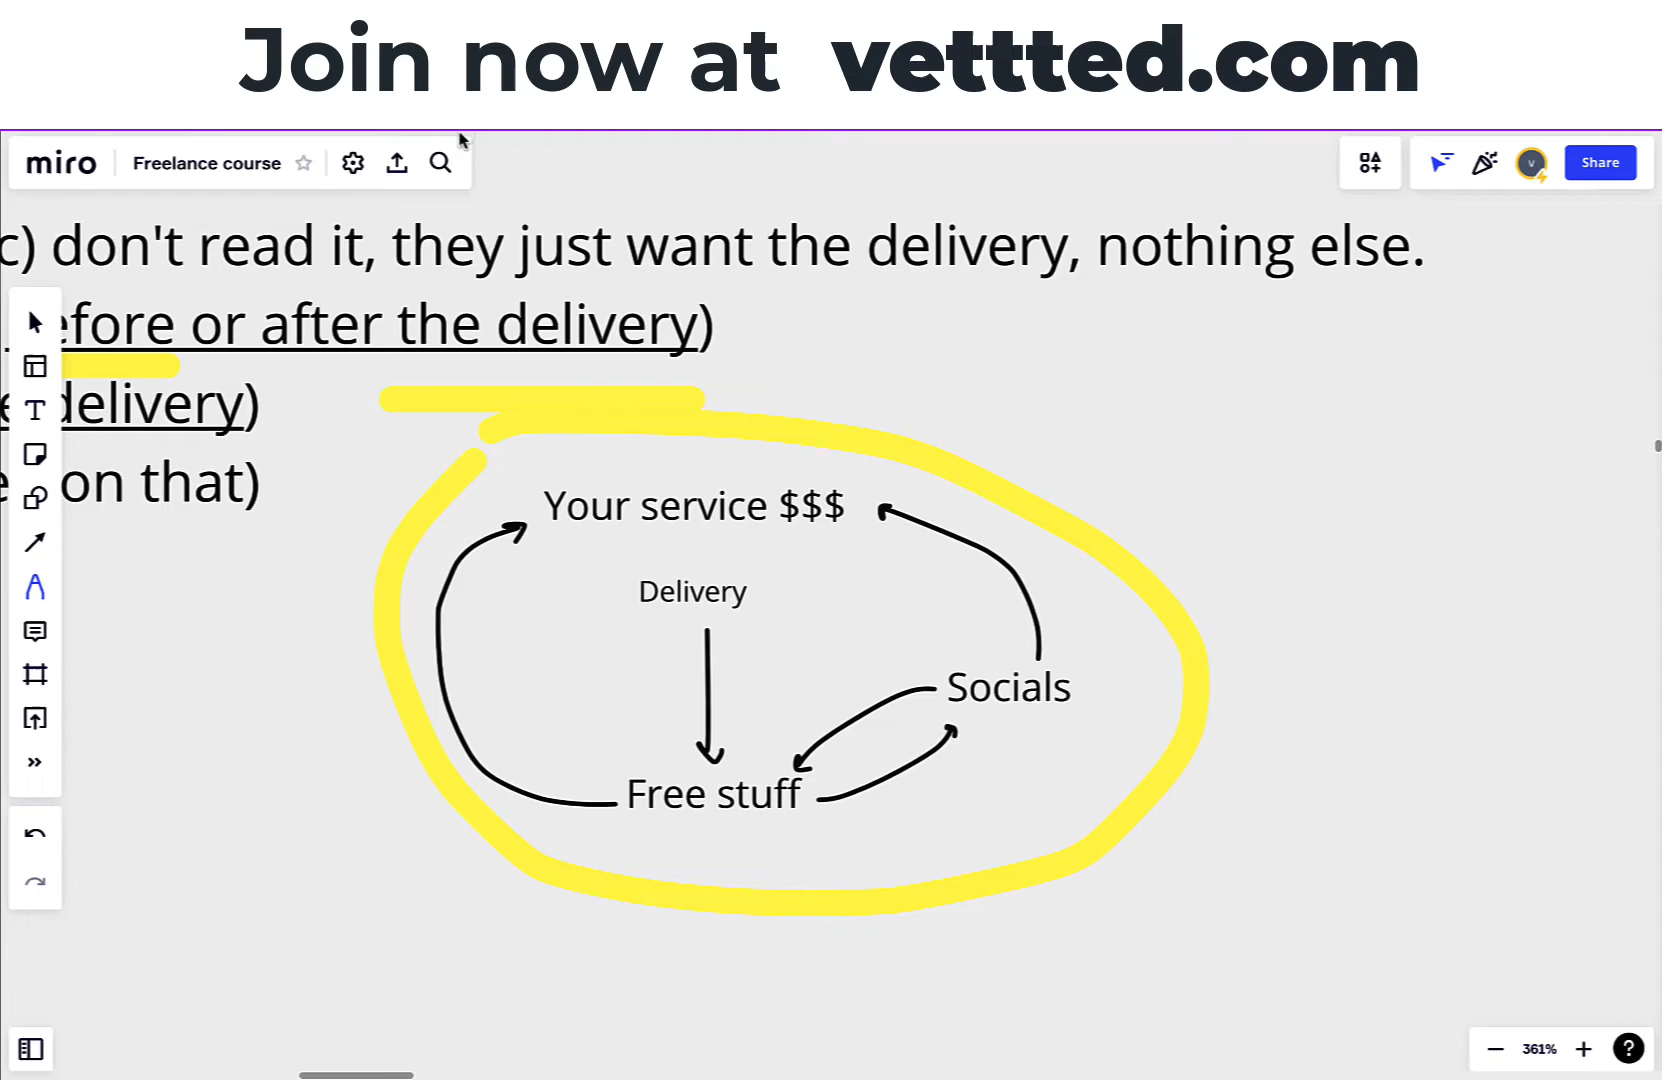 Join now at vettted.com
miro Freelance course
Share
c) don't read it, they just want the delivery, nothing else.
efore or after the delivery)
delivery)
on that)
Your service $$$
Delivery
Socials
Free stuff
361%